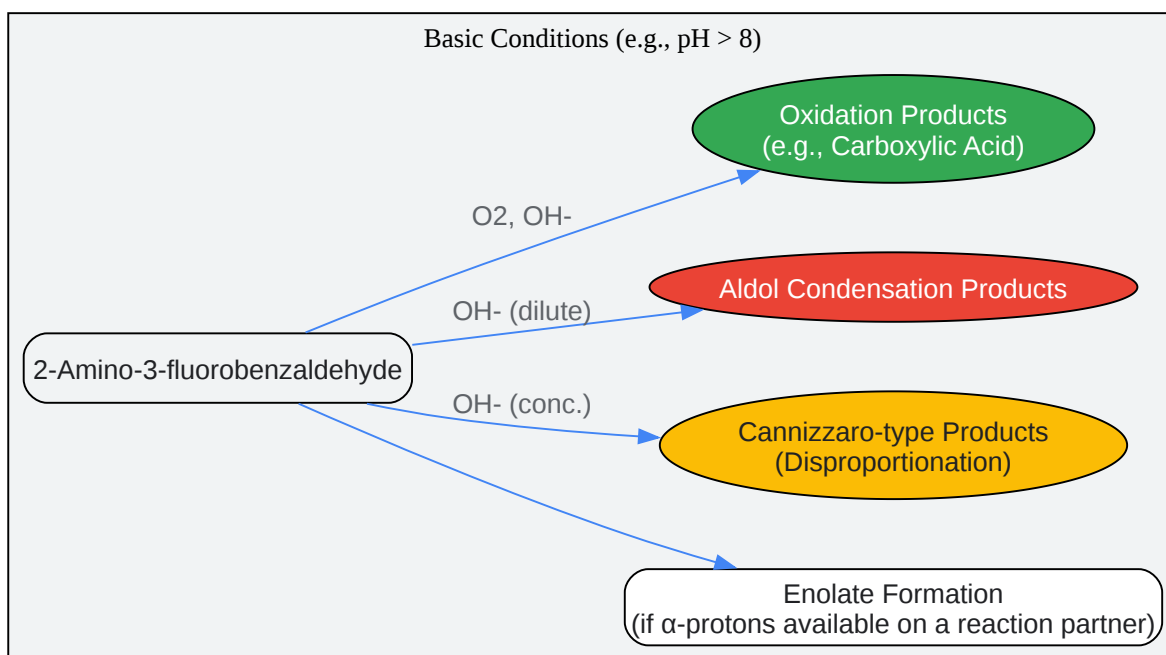 Basic Conditions (e.g., pH > 8)
Oxidation Products
(e.g., Carboxylic Acid)
O2, OH-
Aldol Condensation Products
OH- (dilute)
2-Amino-3-fluorobenzaldehyde
OH- (conc.)
Cannizzaro-type Products
(Disproportionation)
Enolate Formation
(if α-protons available on a reaction partner)